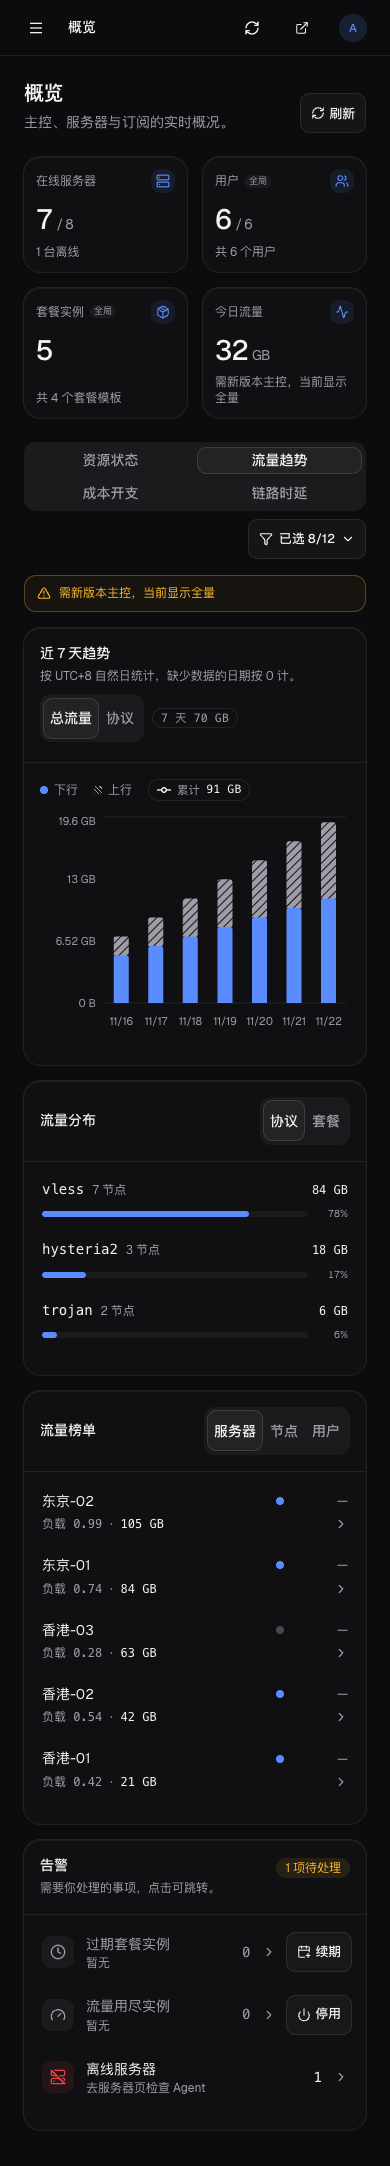 概览
A
概览
主控、服务器与订阅的实时概况。
刷新
在线服务器
7 / 8
1 台离线
用户 全局
6 / 6
共 6 个用户
套餐实例 全局
5
共 4 个套餐模板
今日流量
32 GB
需新版本主控，当前显示
全量
资源状态 流量趋势
成本开支 链路时延
已选 8/12
需新版本主控，当前显示全量
近 7 天趋势
按 UTC+8 自然日统计，缺少数据的日期按 0 计。
总流量 协议 7 天 70 GB
下行 上行 累计 91 GB
19.6 GB
13 GB
6.52 GB
0 B
11/16 11/17 11/18 11/19 11/20 11/21 11/22
流量分布 协议 套餐
vless 7 节点 84 GB
78%
hysteria2 3 节点 18 GB
17%
trojan 2 节点 6 GB
6%
流量榜单 服务器 节点 用户
东京-02 —
负载 0.99 · 105 GB
东京-01 —
负载 0.74 · 84 GB
香港-03 —
负载 0.28 · 63 GB
香港-02 —
负载 0.54 · 42 GB
香港-01 —
负载 0.42 · 21 GB
告警 1 项待处理
需要你处理的事项，点击可跳转。
过期套餐实例 0 续期
暂无
流量用尽实例 0 停用
暂无
离线服务器 1
去服务器页检查 Agent